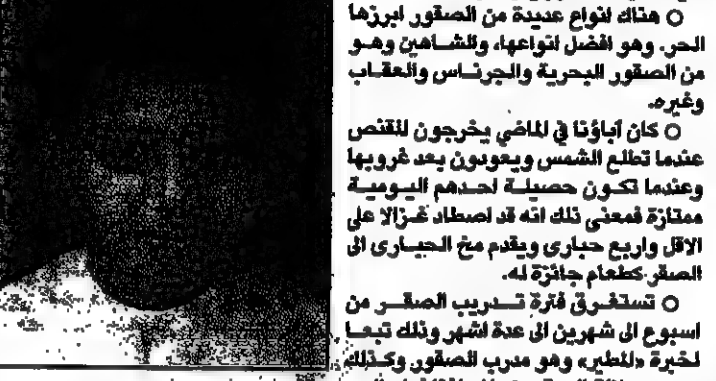 ○ هناك انواع عديدة من الصقور ابرزها
الحر. وهو افضل انواعها، والشاهين وهو
من الصقور البحرية والجرناس والعقاب
وغيره.
○ كان آباؤنا في الماضي يخرجون للقنص
عندما تطلع الشمس ويعودون بعد غروبها
وعندما تكون حصيلة احدهم اليومية
ممتازة فمعنى ذلك انه قد اصطاد غزالا على
الاقل واربع حبارى ويقدم مخ الحبارى الى
الصقر كطعام جائزة له.
○ تستغرق فترة تدريب الصقر من
اسبوع الى شهرين الى عدة اشهر وذلك تبعا
لخبرة «المطير» وهو مدرب الصقور وكذلك